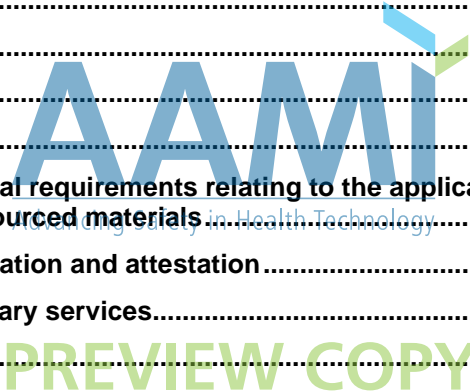 AAMI
al requirements relating to the applica
ourced materials
Advancing Safety in Health Technology
ation and attestation
ary services
PREVIEW COPY